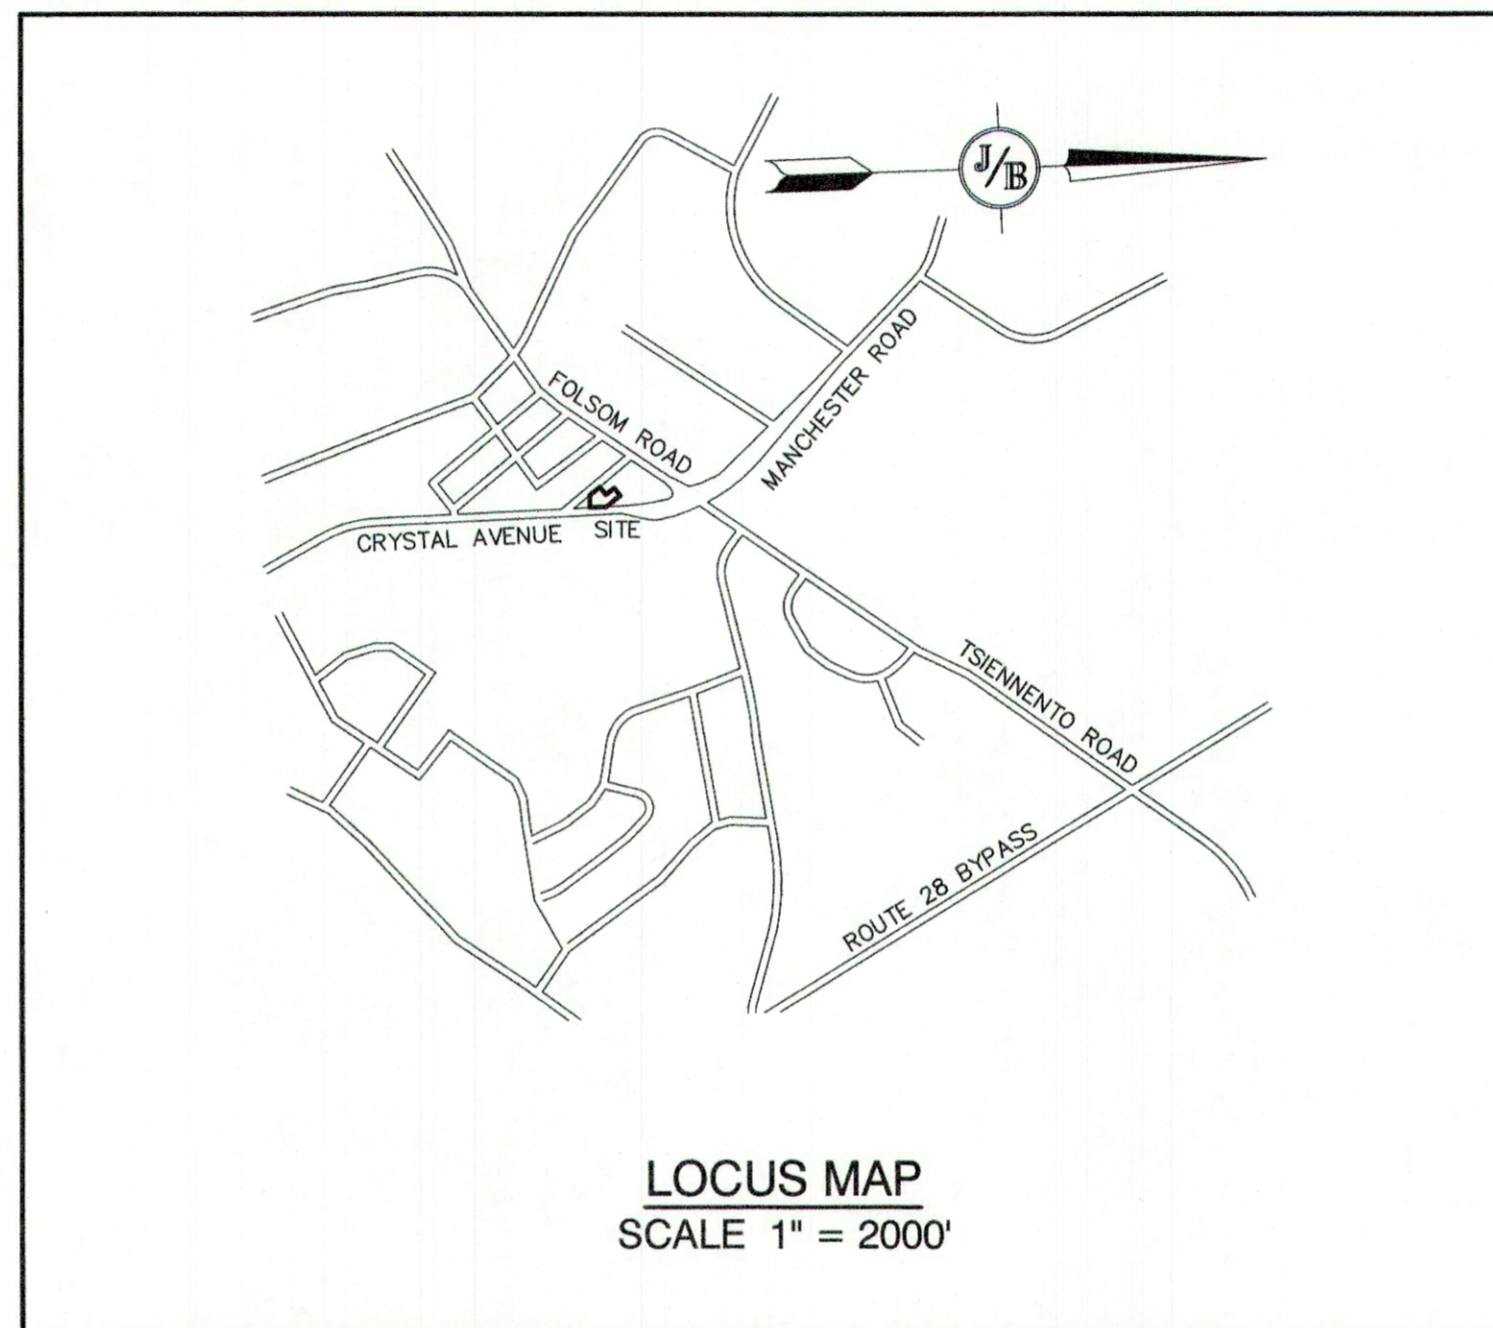 J/B
MANCHESTER ROAD
FOLSOM ROAD
CRYSTAL AVENUE
SITE
TSIENNENTO ROAD
ROUTE 28 BYPASS
LOCUS MAP
SCALE 1" = 2000'